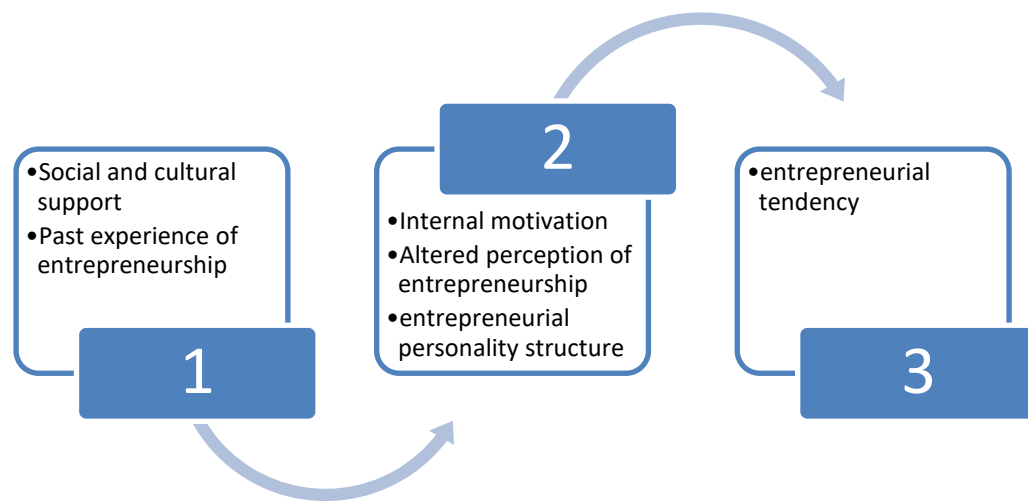 •Social and cultural
support
•Past experience of
entrepreneurship
1
2
•Internal motivation
•Altered perception of
entrepreneurship
•entrepreneurial
personality structure
•entrepreneurial
tendency
3